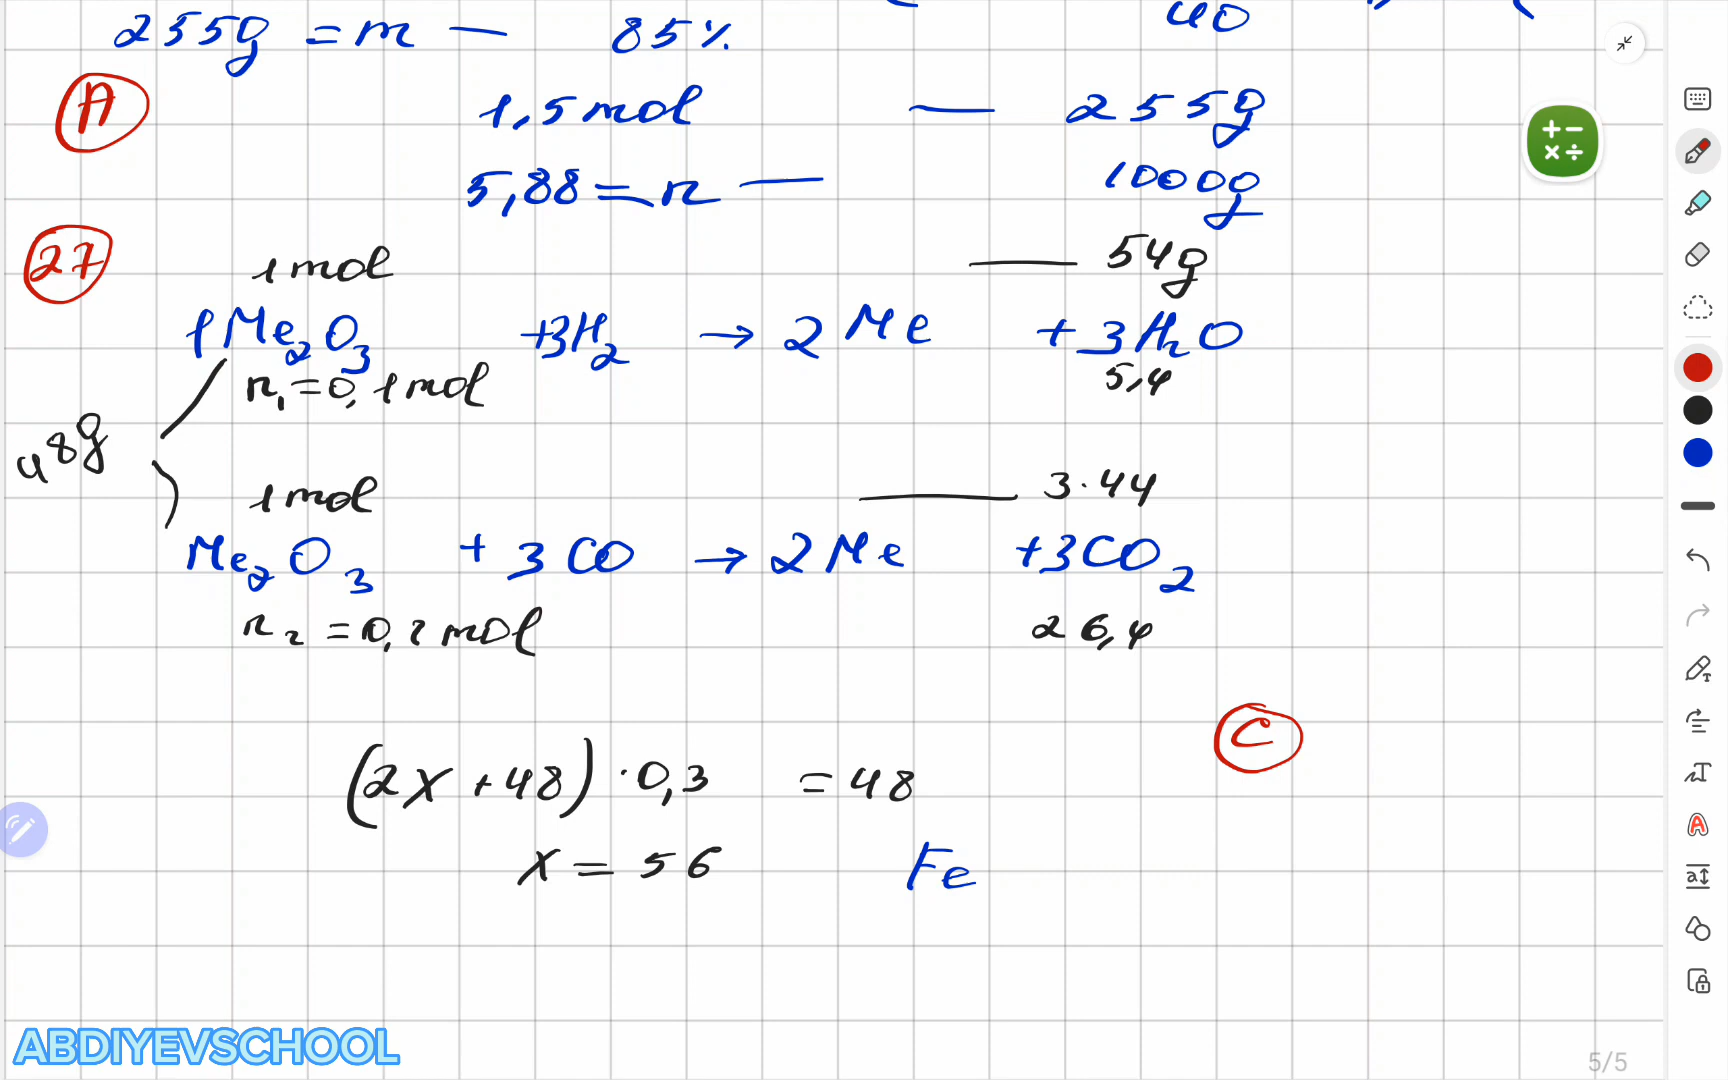 40
255g = m — 85%
A
1,5 mol — 255g
5,88 = n — 1000g
27
1 mol — 54g
1Me2O3 +3H2 → 2Me +3H2O
n1 = 0,1 mol 5,4
48g
1 mol — 3·44
Me2O3 + 3CO → 2Me +3CO2
n2 = 0,2 mol 26,4
C
(2x +48) ·0,3 = 48
x = 56 Fe
ABDIYEVSCHOOL
5/5